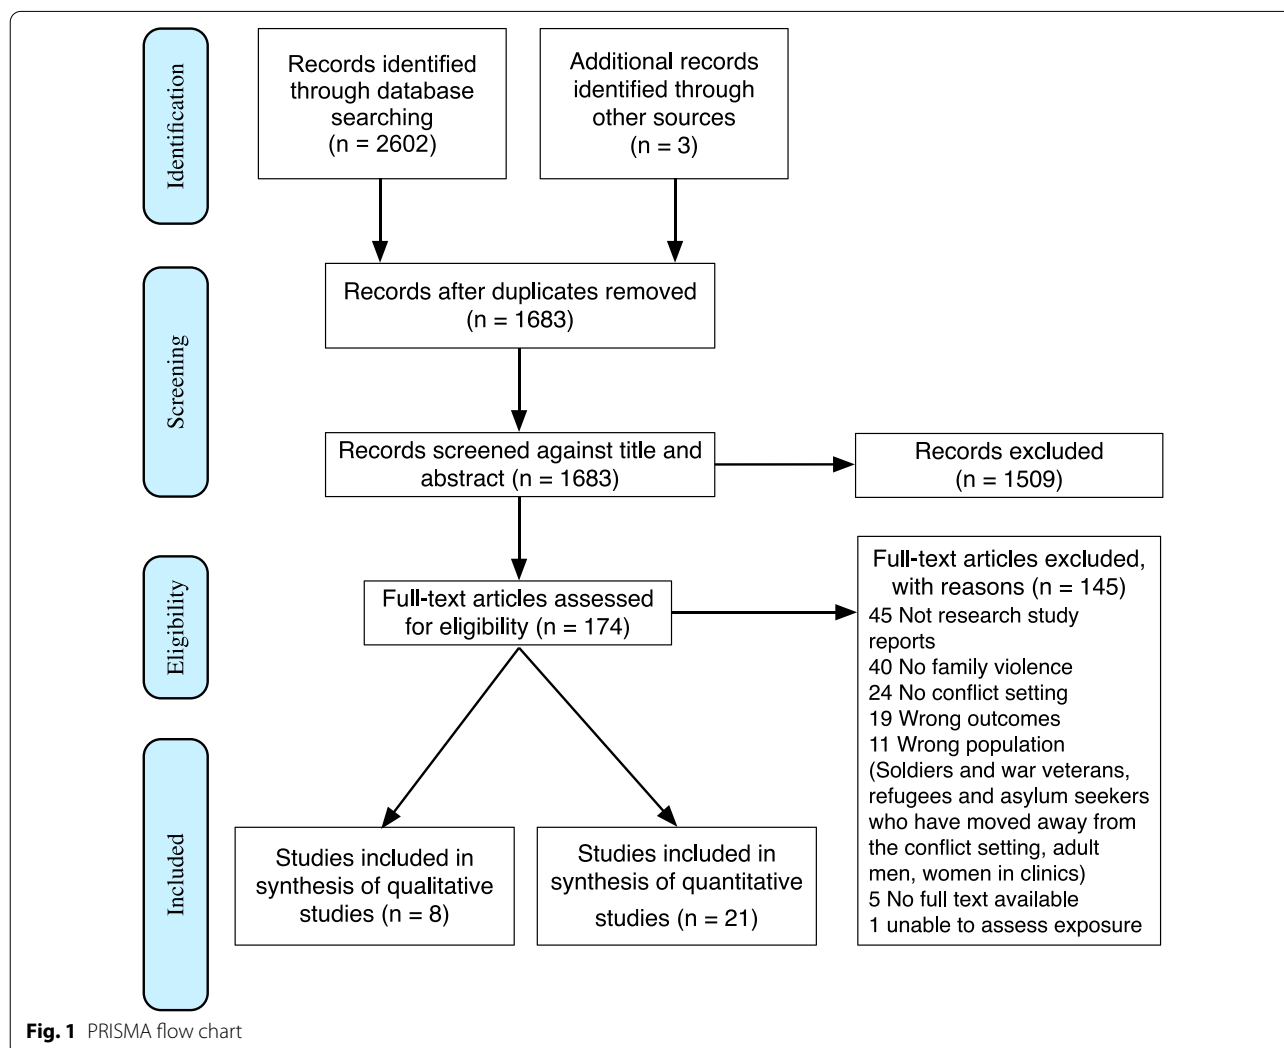 Identification
Records identified
through database
searching
(n = 2602)
Additional records
identified through
other sources
(n = 3)
Screening
Records after duplicates removed
(n = 1683)
Records screened against title and
abstract (n = 1683)
Records excluded
(n = 1509)
Eligibility
Full-text articles assessed
for eligibility (n = 174)
Full-text articles excluded,
with reasons (n = 145)
45 Not research study
reports
40 No family violence
24 No conflict setting
19 Wrong outcomes
11 Wrong population
(Soldiers and war veterans,
refugees and asylum seekers
who have moved away from
the conflict setting, adult
men, women in clinics)
5 No full text available
1 unable to assess exposure
Included
Studies included in
synthesis of qualitative
studies (n = 8)
Studies included in
synthesis of quantitative
studies (n = 21)
Fig. 1 PRISMA flow chart